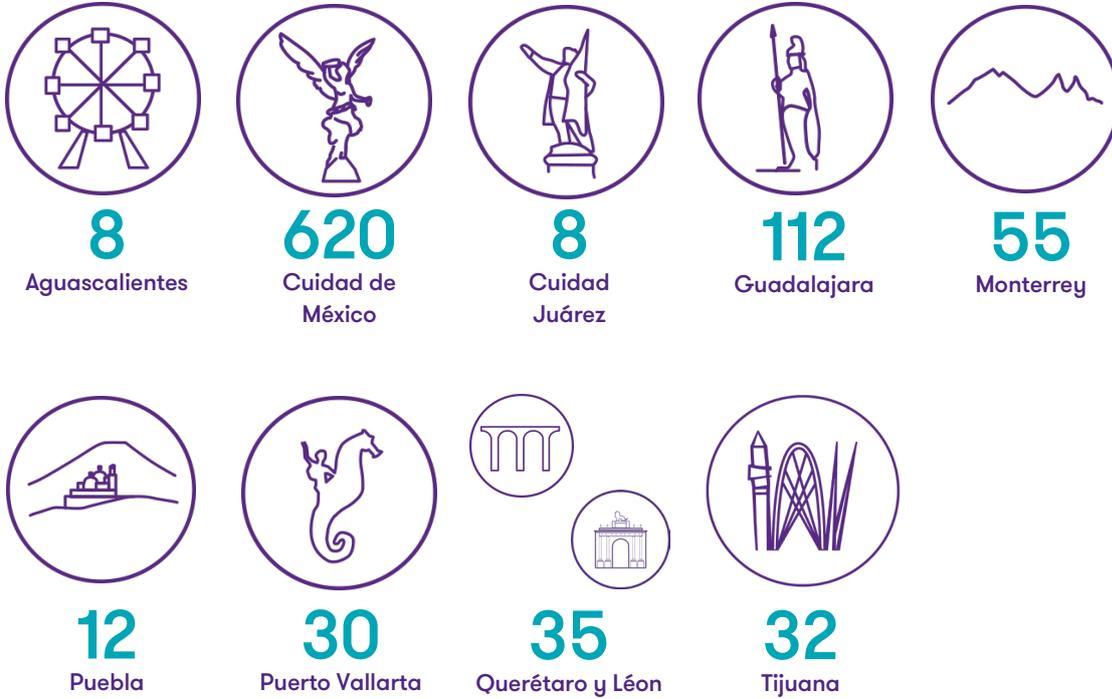 8
Aguascalientes
620
Cuidad de
México
8
Cuidad
Juárez
112
Guadalajara
55
Monterrey
12
Puebla
30
Puerto Vallarta
35
Querétaro y Léon
32
Tijuana